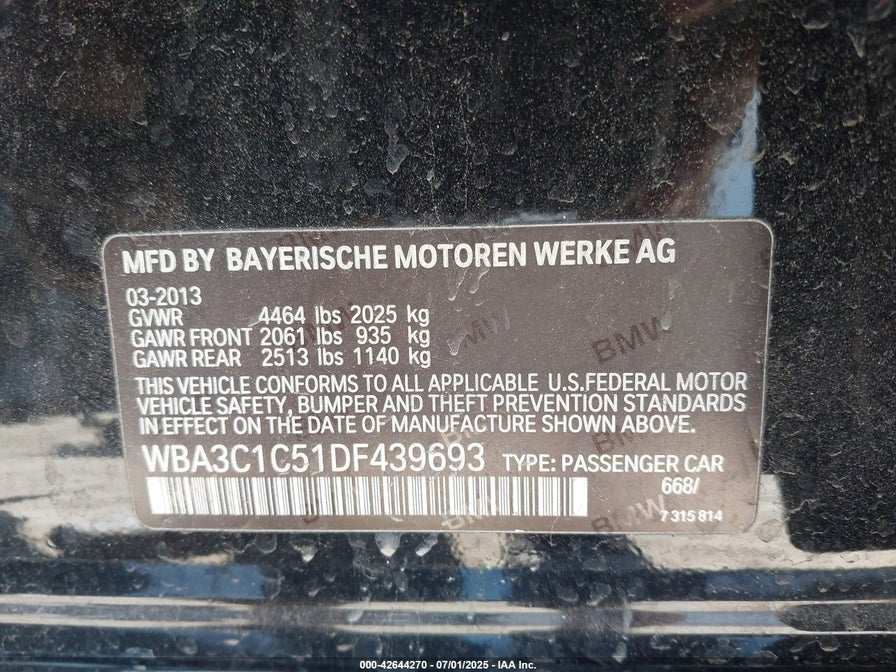 MFD BY BAYERISCHE MOTOREN WERKE AG
03-2013
GVWR 4464 lbs 2025 kg
GAWR FRONT 2061 lbs 935 kg
GAWR REAR 2513 lbs 1140 kg
THIS VEHICLE CONFORMS TO ALL APPLICABLE U.S.FEDERAL MOTOR
VEHICLE SAFETY, BUMPER AND THEFT PREVENTION STANDARDS
IN EFFECT ON THE DATE OF MANUFACTURE SHOWN ABOVE.
WBA3C1C51DF439693 TYPE: PASSENGER CAR
668/
7 315 814
000-42644270 - 07/01/2025 - IAA Inc.